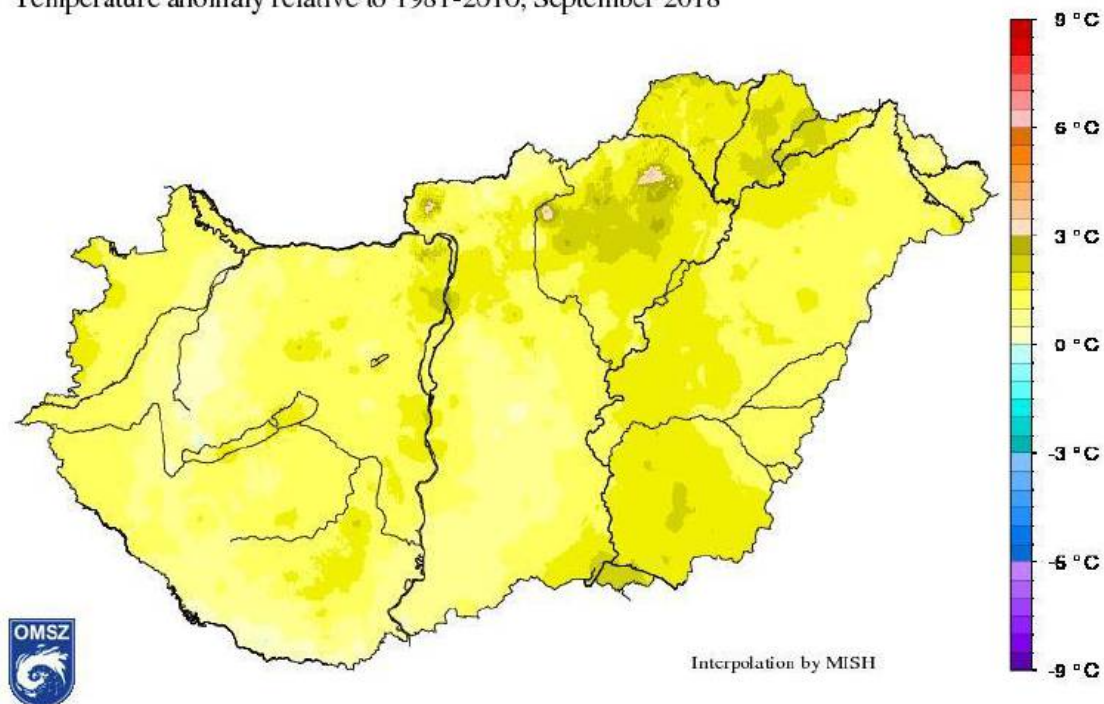 Temperature anomaly relative to 1981-2010, September 2018
9 °C
6 °C
3 °C
0 °C
-3 °C
-6 °C
-9 °C
OMSZ
Interpolation by MISH